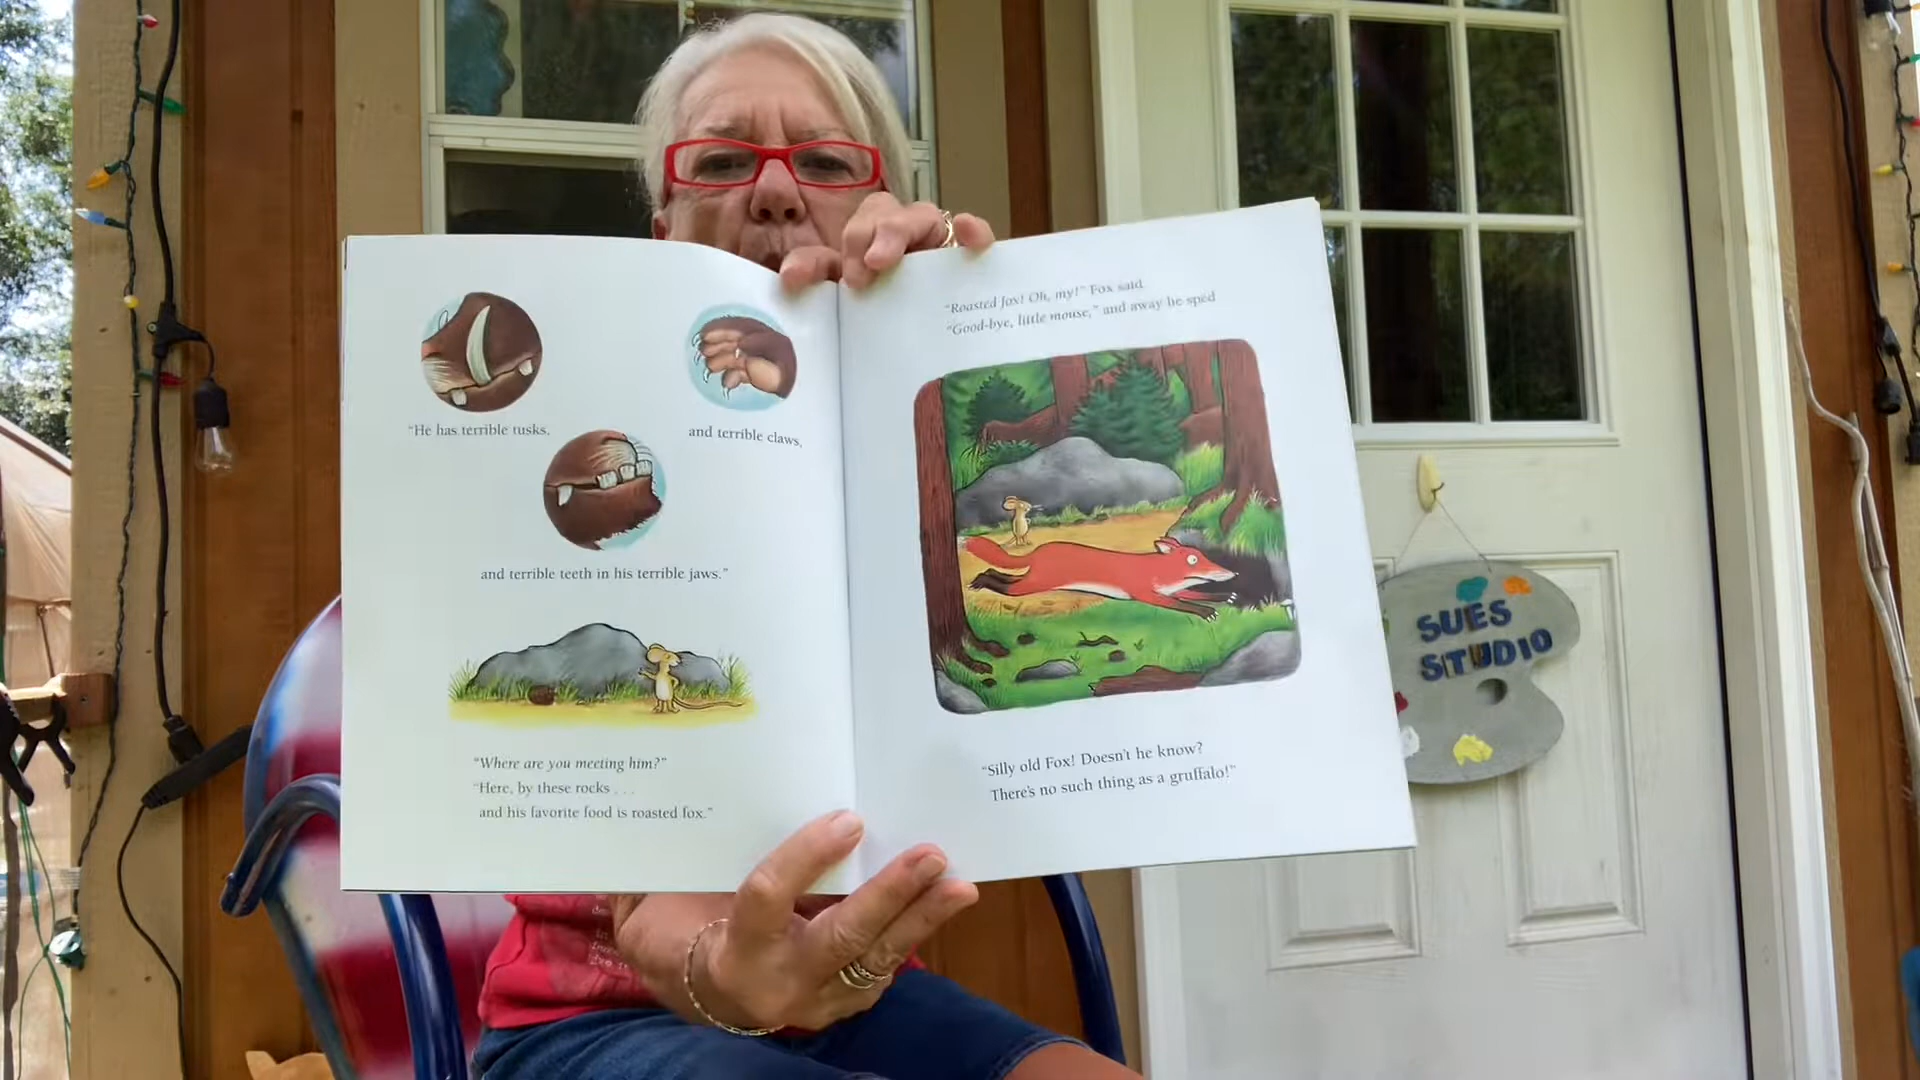 "He has terrible tusks,
and terrible claws,
and terrible teeth in his terrible jaws."
"Where are you meeting him?"
"Here, by these rocks . . .
and his favorite food is roasted fox."
"Roasted fox! Oh, my!" Fox said.
"Good-bye, little mouse," and away he sped
"Silly old Fox! Doesn't he know?
There's no such thing as a gruffalo!"
SUES
STUDIO